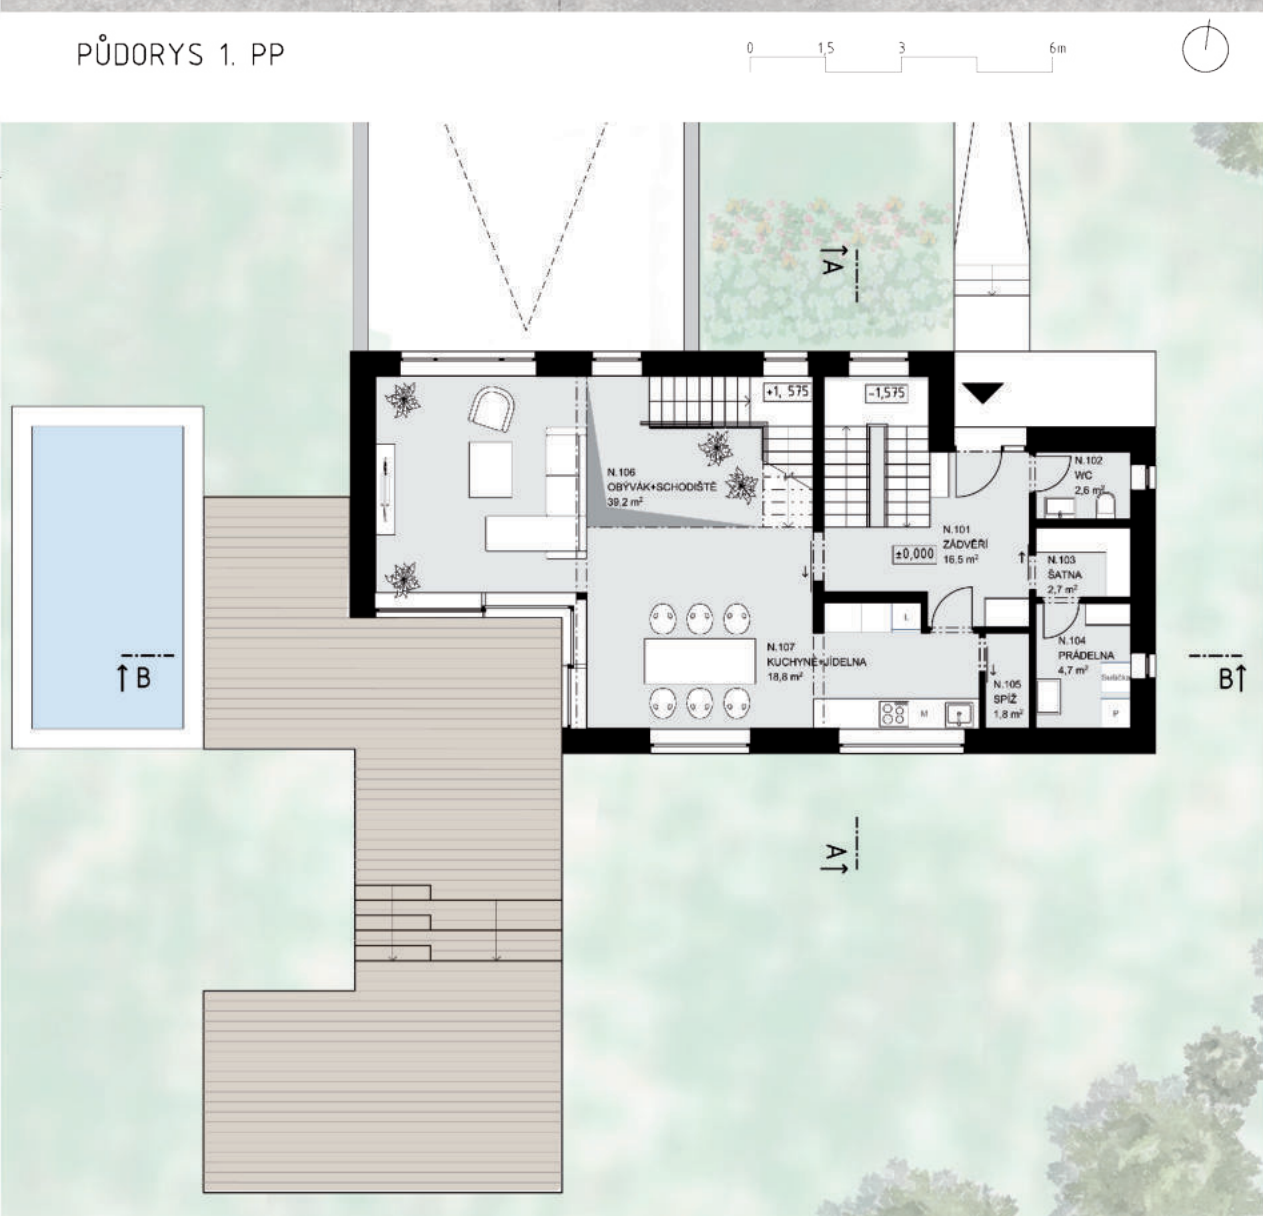 PŮDORYS 1. PP
0 1,5 3 6m
A
+1, 575
-1,575
N.106
OBÝVÁK+SCHODIŠTĚ
39,2 m²
N.102
WC
2,6 m²
N.101
ZÁDVĚŘÍ
16,5 m²
±0,000
N.103
ŠATNA
2,7 m²
L
N.107
KUCHYNĚ+JÍDELNA
18,8 m²
N.104
PRÁDELNA
4,7 m²
Sušička
N.105
SPÍŽ
1,8 m²
M
P
B
B
A